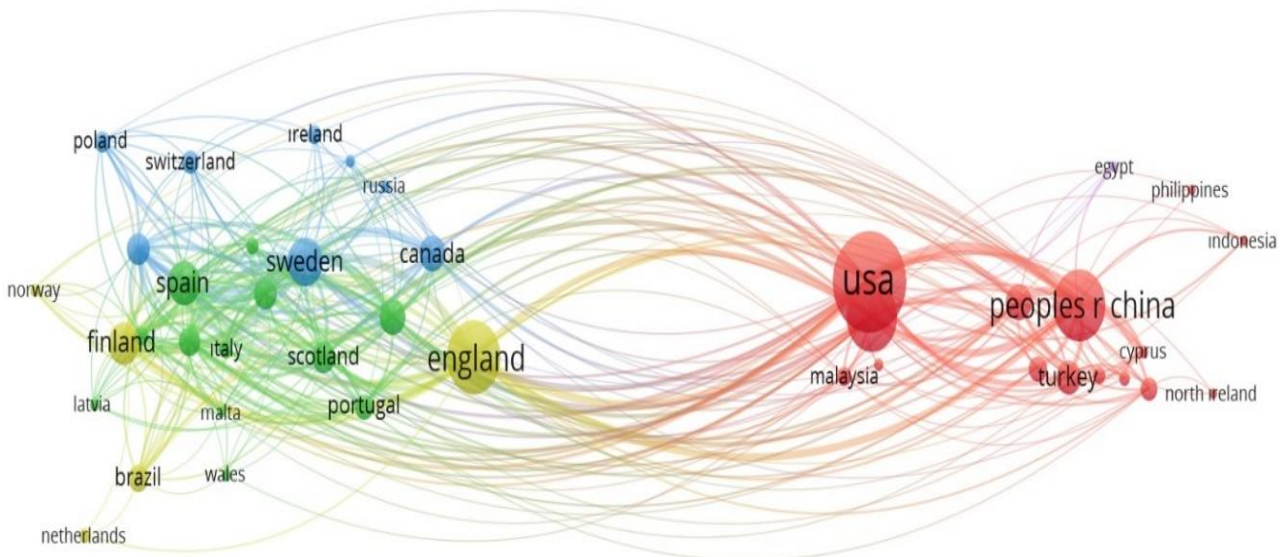 poland
ireland
switzerland
russia
egypt
philippines
indonesia
sweden
canada
spain
usa
norway
peoples r china
finland
italy
scotland
england
cyprus
malaysia
turkey
north ireland
latvia
malta
portugal
brazil
wales
netherlands